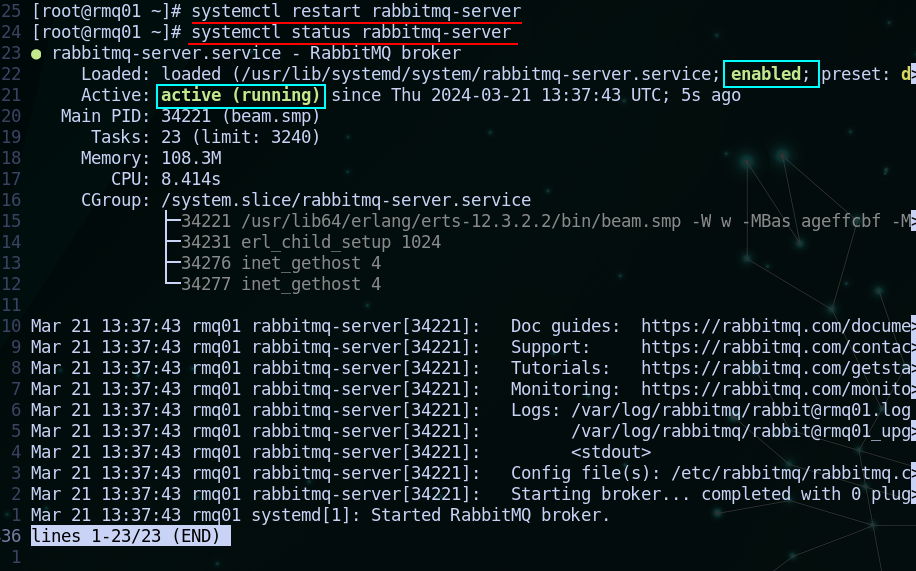 25 [root@rmq01 ~]# systemctl restart rabbitmq-server
24 [root@rmq01 ~]# systemctl status rabbitmq-server
23 ● rabbitmq-server.service - RabbitMQ broker
22 Loaded: loaded (/usr/lib/systemd/system/rabbitmq-server.service; enabled; preset: d>
21 Active: active (running) since Thu 2024-03-21 13:37:43 UTC; 5s ago
20 Main PID: 34221 (beam.smp)
19 Tasks: 23 (limit: 3240)
18 Memory: 108.3M
17 CPU: 8.414s
16 CGroup: /system.slice/rabbitmq-server.service
15 ├─34221 /usr/lib64/erlang/erts-12.3.2.2/bin/beam.smp -W w -MBas ageffcbf -M>
14 ├─34231 erl_child_setup 1024
13 ├─34276 inet_gethost 4
12 └─34277 inet_gethost 4
11
10 Mar 21 13:37:43 rmq01 rabbitmq-server[34221]: Doc guides: https://rabbitmq.com/docume>
9 Mar 21 13:37:43 rmq01 rabbitmq-server[34221]: Support: https://rabbitmq.com/contac>
8 Mar 21 13:37:43 rmq01 rabbitmq-server[34221]: Tutorials: https://rabbitmq.com/getsta>
7 Mar 21 13:37:43 rmq01 rabbitmq-server[34221]: Monitoring: https://rabbitmq.com/monito>
6 Mar 21 13:37:43 rmq01 rabbitmq-server[34221]: Logs: /var/log/rabbitmq/rabbit@rmq01.log
5 Mar 21 13:37:43 rmq01 rabbitmq-server[34221]: /var/log/rabbitmq/rabbit@rmq01_upg>
4 Mar 21 13:37:43 rmq01 rabbitmq-server[34221]: <stdout>
3 Mar 21 13:37:43 rmq01 rabbitmq-server[34221]: Config file(s): /etc/rabbitmq/rabbitmq.c>
2 Mar 21 13:37:43 rmq01 rabbitmq-server[34221]: Starting broker... completed with 0 plug>
1 Mar 21 13:37:43 rmq01 systemd[1]: Started RabbitMQ broker.
36 lines 1-23/23 (END)
1